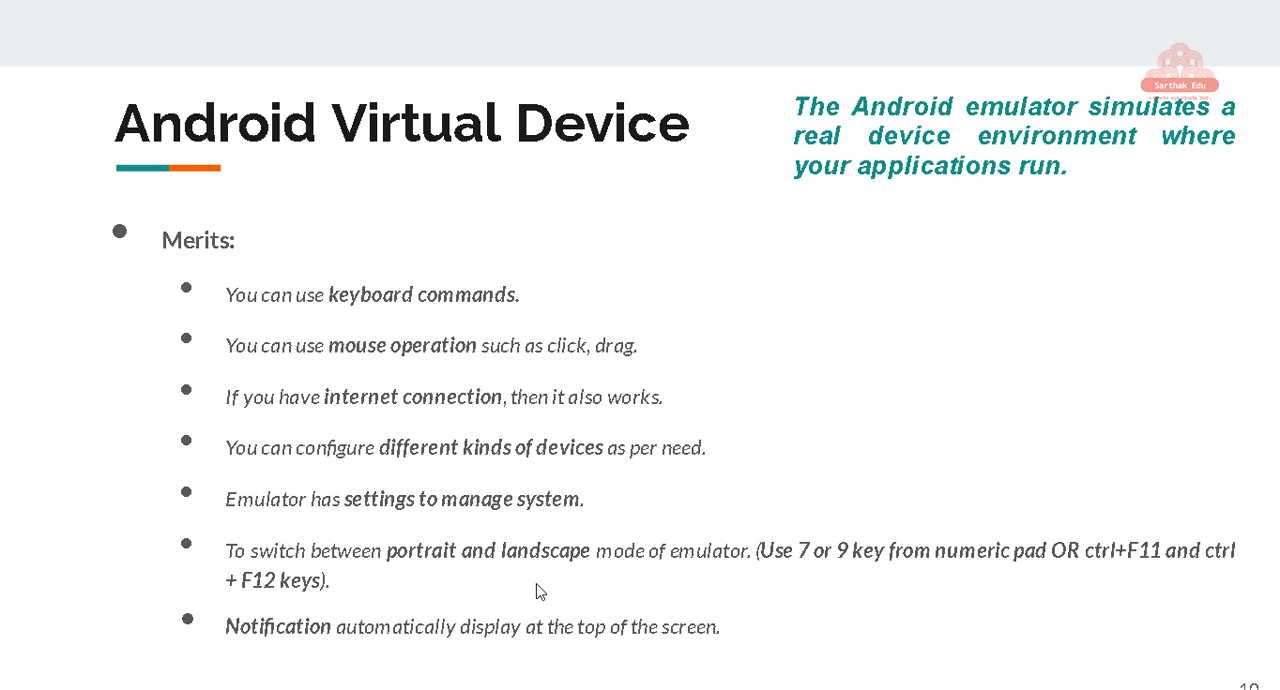 Sarthak Edu
Android Virtual Device
The Android emulator simulates a
real device environment where
your applications run.
Merits:
You can use keyboard commands.
You can use mouse operation such as click, drag.
If you have internet connection, then it also works.
You can configure different kinds of devices as per need.
Emulator has settings to manage system.
To switch between portrait and landscape mode of emulator. (Use 7 or 9 key from numeric pad OR ctrl+F11 and ctrl
+ F12 keys).
Notification automatically display at the top of the screen.